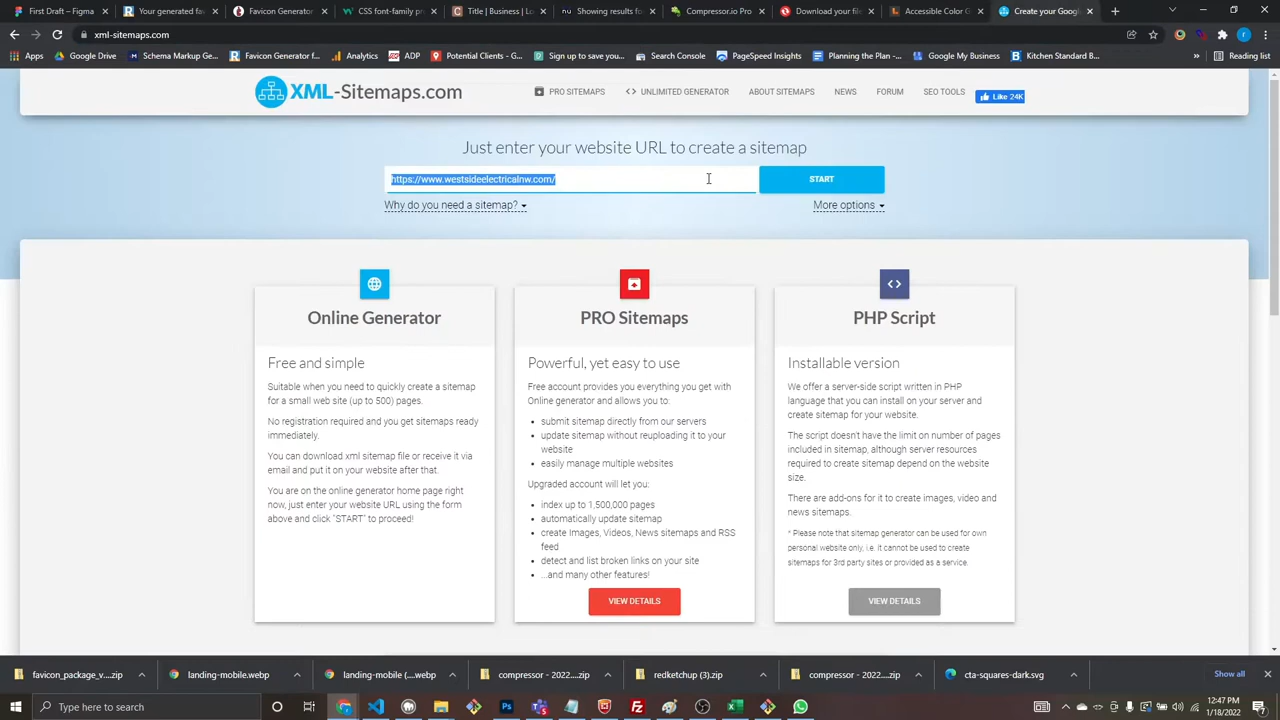 First Draft – Figma
Your generated favicon
Favicon Generator
CSS font-family p
Title | Business | Lo
Showing results fo
Compressor.io Pro
Download your file
Accessible Color G
Create your Googl
xml-sitemaps.com
Apps
Google Drive
Schema Markup Ge...
Favicon Generator f...
Analytics
ADP
Potential Clients - G...
Sign up to save you...
Search Console
PageSpeed Insights
Planning the Plan -...
Google My Business
Kitchen Standard B...
Reading list
XML-Sitemaps.com
PRO SITEMAPS
UNLIMITED GENERATOR
ABOUT SITEMAPS
NEWS
FORUM
SEO TOOLS
Like 24K
Just enter your website URL to create a sitemap
https://www.westsideelectricalnw.com/
START
Why do you need a sitemap?
More options
Online Generator
Free and simple
Suitable when you need to quickly create a sitemap
for a small web site (up to 500) pages.
No registration required and you get sitemaps ready
immediately.
You can download xml sitemap file or receive it via
email and put it on your website after that.
You are on the online generator home page right
now, just enter your website URL using the form
above and click "START" to proceed!
PRO Sitemaps
Powerful, yet easy to use
Free account provides you everything you get with
Online generator and allows you to:
• submit sitemap directly from our servers
• update sitemap without reuploading it to your
website
• easily manage multiple websites
Upgraded account will let you:
• index up to 1,500,000 pages
• automatically update sitemap
• create Images, Videos, News sitemaps and RSS
feed
• detect and list broken links on your site
• ...and many other features!
VIEW DETAILS
PHP Script
Installable version
We offer a server-side script written in PHP
language that you can install on your server and
create sitemap for your website.
The script doesn't have the limit on number of pages
included in sitemap, although server resources
required to create sitemap depend on the website
size.
There are add-ons for it to create images, video and
news sitemaps.
* Please note that sitemap generator can be used for own
personal website only, i.e. it cannot be used to create
sitemaps for 3rd party sites or provided as a service.
VIEW DETAILS
favicon_package_v....zip
landing-mobile.webp
landing-mobile (....webp
compressor - 2022....zip
redketchup (3).zip
compressor - 2022....zip
cta-squares-dark.svg
Show all
Type here to search
12:47 PM
1/18/2022